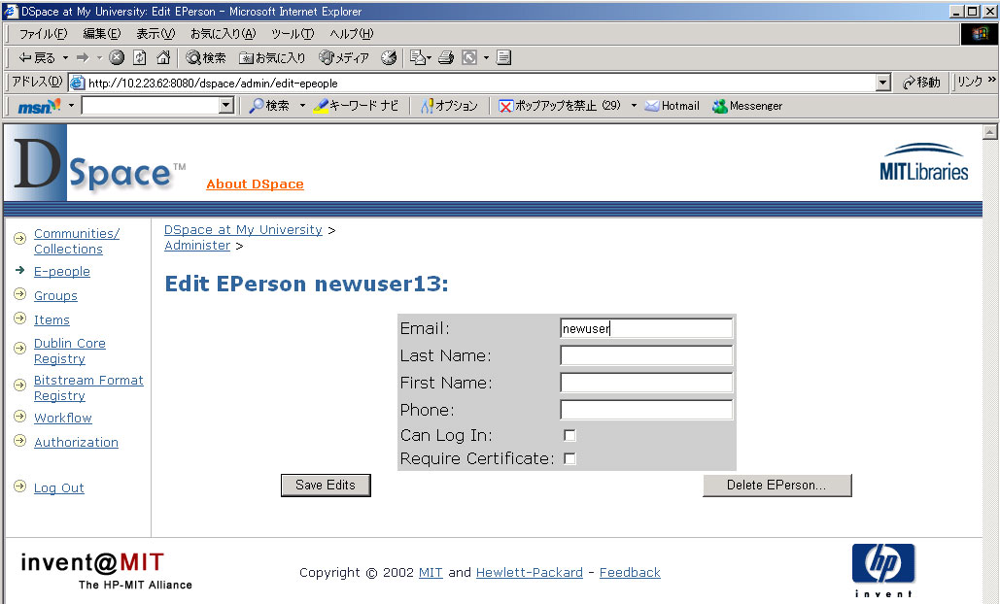 DSpace at My University: Edit EPerson - Microsoft Internet Explorer
ファイル(F) 編集(E) 表示(V) お気に入り(A) ツール(T) ヘルプ(H)
戻る 検索 お気に入り メディア
アドレス(D) http://10.2.23.62:8080/dspace/admin/edit-epeople 移動 リンク »
msn 検索 キーワード ナビ オプション ポップアップを禁止 (29) Hotmail Messenger
DSpace™ About DSpace MITLibraries
DSpace at My University >
Administer >
Communities/
Collections
E-people
Groups
Items
Dublin Core
Registry
Bitstream Format
Registry
Workflow
Authorization
Log Out
Edit EPerson newuser13:
Email: newuser
Last Name:
First Name:
Phone:
Can Log In:
Require Certificate:
Save Edits Delete EPerson...
invent@MIT
The HP-MIT Alliance
Copyright © 2002 MIT and Hewlett-Packard - Feedback
hp
invent